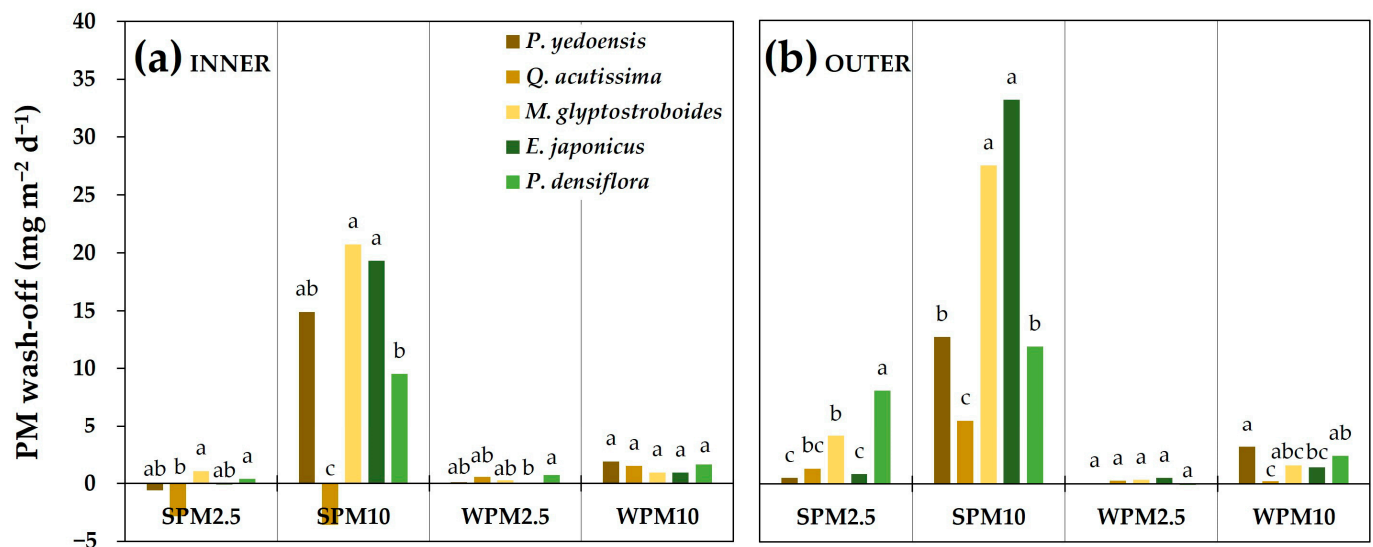 PM wash-off (mg m⁻² d⁻¹)
40
35
30
25
20
15
10
5
0
−5
(a) INNER
P. yedoensis
Q. acutissima
M. glyptostroboides
E. japonicus
P. densiflora
ab b a ab a
ab c a a b
ab ab ab b a
a a a a a
SPM2.5 SPM10 WPM2.5 WPM10
(b) OUTER
c bc b c a
b c a a b
a a a a a
a c abc bc ab
SPM2.5 SPM10 WPM2.5 WPM10